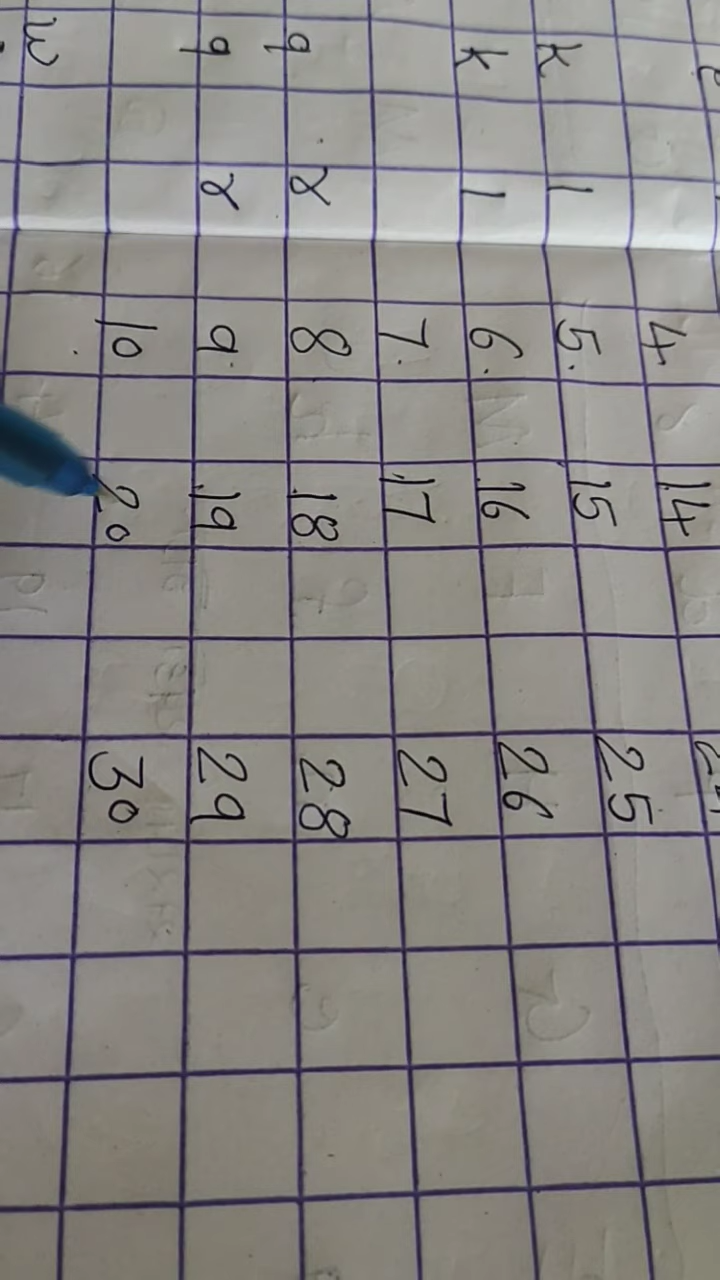 4. 14
k l 5. 15 25
k l 6. 16 26
7. 17 27
q r 8 18 28
q r 9 19 29
10 20 30
w